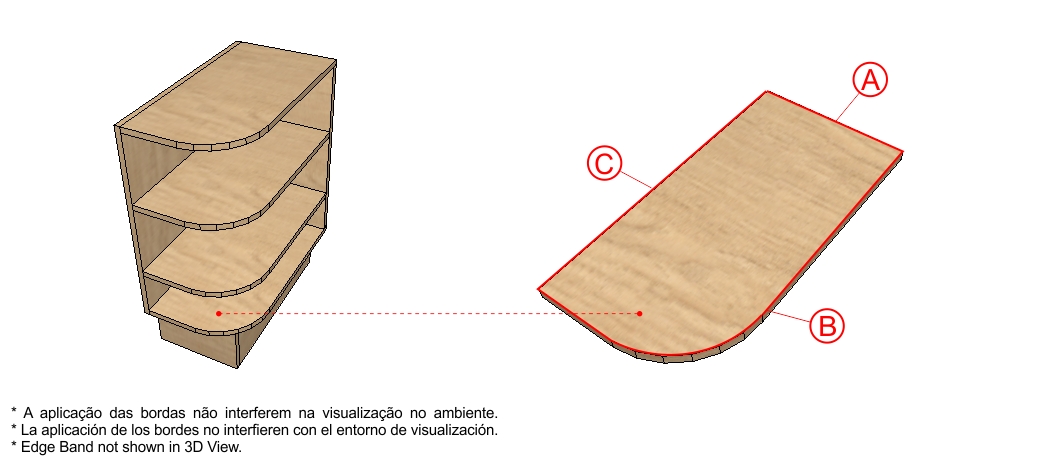 A
C
B
* A aplicação das bordas não interferem na visualização no ambiente.
* La aplicación de los bordes no interfieren con el entorno de visualización.
* Edge Band not shown in 3D View.